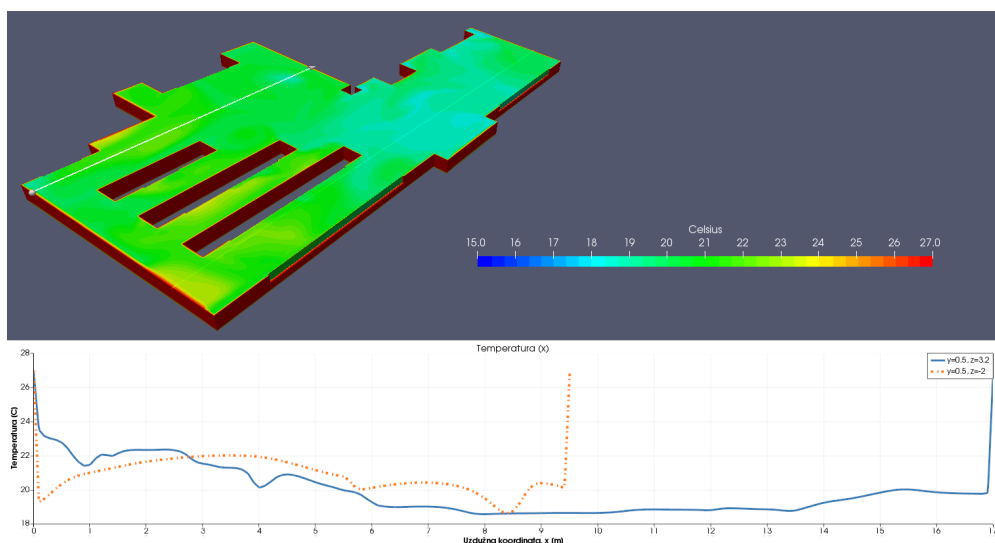 Celsius
15.0 16 17 18 19 20 21 22 23 24 25 26 27.0
Temperatura (x)
y=0.5, z=3.2
y=0.5, z=-2
Temperatura (C)
28
26
24
22
20
18
0 1 2 3 4 5 6 7 8 9 10 11 12 13 14 15 16 17
Uzdužna koordinata, x (m)